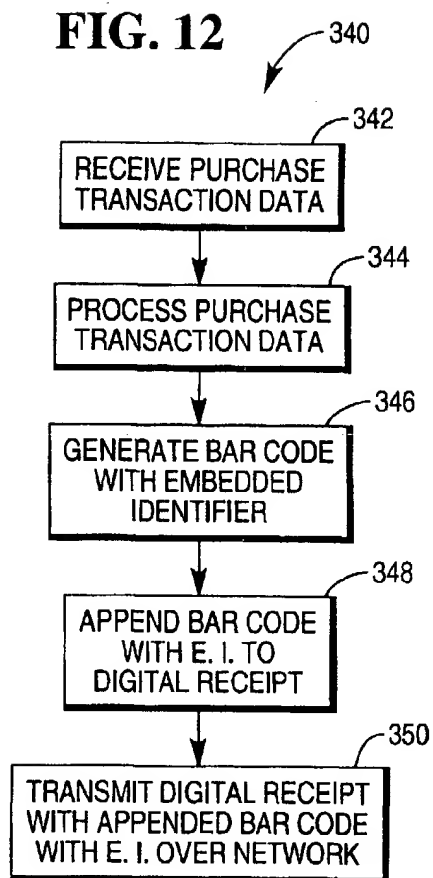 FIG. 12
340
342
RECEIVE PURCHASE
TRANSACTION DATA
344
PROCESS PURCHASE
TRANSACTION DATA
346
GENERATE BAR CODE
WITH EMBEDDED
IDENTIFIER
348
APPEND BAR CODE
WITH E. I. TO
DIGITAL RECEIPT
350
TRANSMIT DIGITAL RECEIPT
WITH APPENDED BAR CODE
WITH E. I. OVER NETWORK